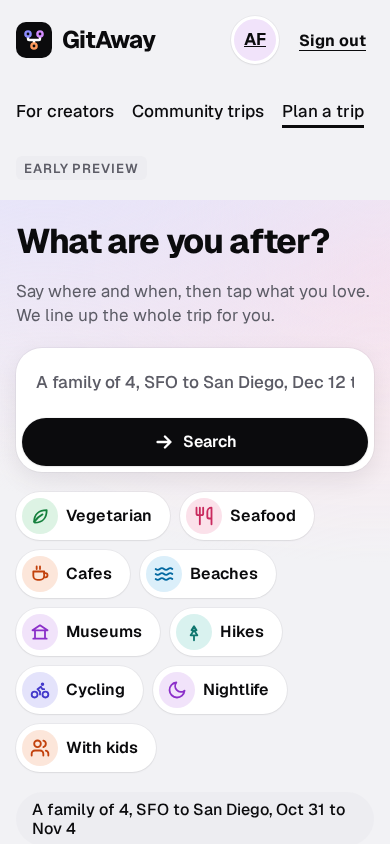 GitAway
AF
Sign out
For creators
Community trips
Plan a trip
EARLY PREVIEW
What are you after?
Say where and when, then tap what you love.
We line up the whole trip for you.
A family of 4, SFO to San Diego, Dec 12 t
Search
Vegetarian
Seafood
Cafes
Beaches
Museums
Hikes
Cycling
Nightlife
With kids
A family of 4, SFO to San Diego, Oct 31 to
Nov 4